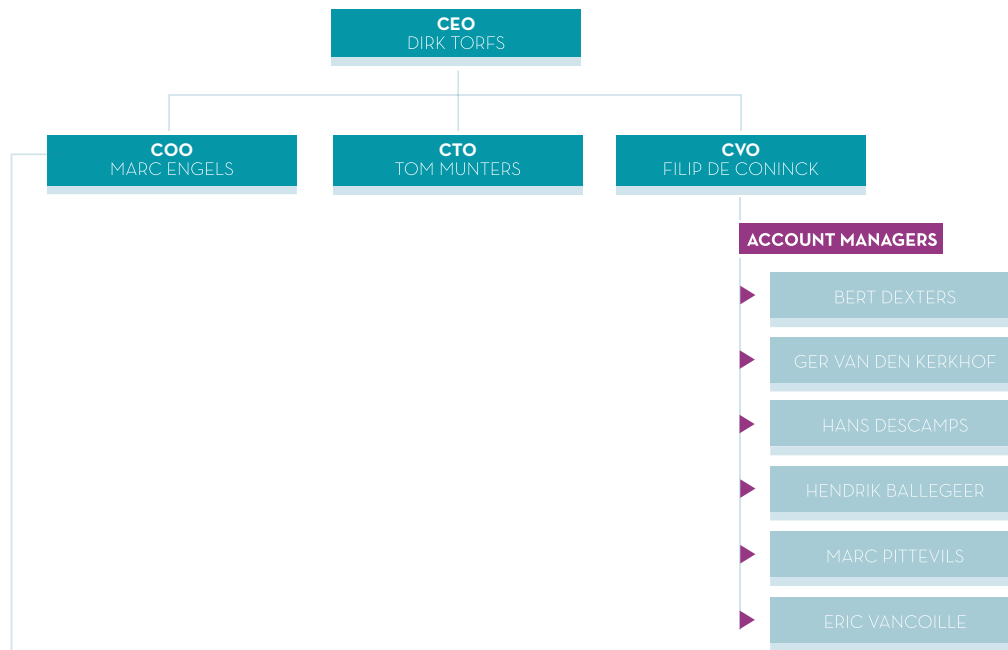 CEO
DIRK TORFS
COO
MARC ENGELS
CTO
TOM MUNTERS
CVO
FILIP DE CONINCK
ACCOUNT MANAGERS
BERT DEXTERS
GER VAN DEN KERKHOF
HANS DESCAMPS
HENDRIK BALLEGEER
MARC PITTEVILS
ERIC VANCOILLE